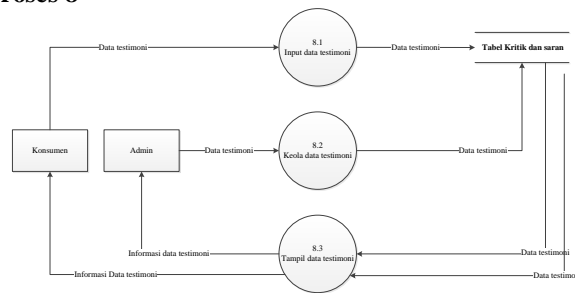 Data testimoni
8.1
Input data testimoni
Data testimoni
Tabel Kritik dan saran
Konsumen
Admin
Data testimoni
8.2
Keola data testimoni
Data testimoni
8.3
Tampil data testimoni
Informasi data testimoni
Data testimoni
Informasi Data testimoni
Data testimo